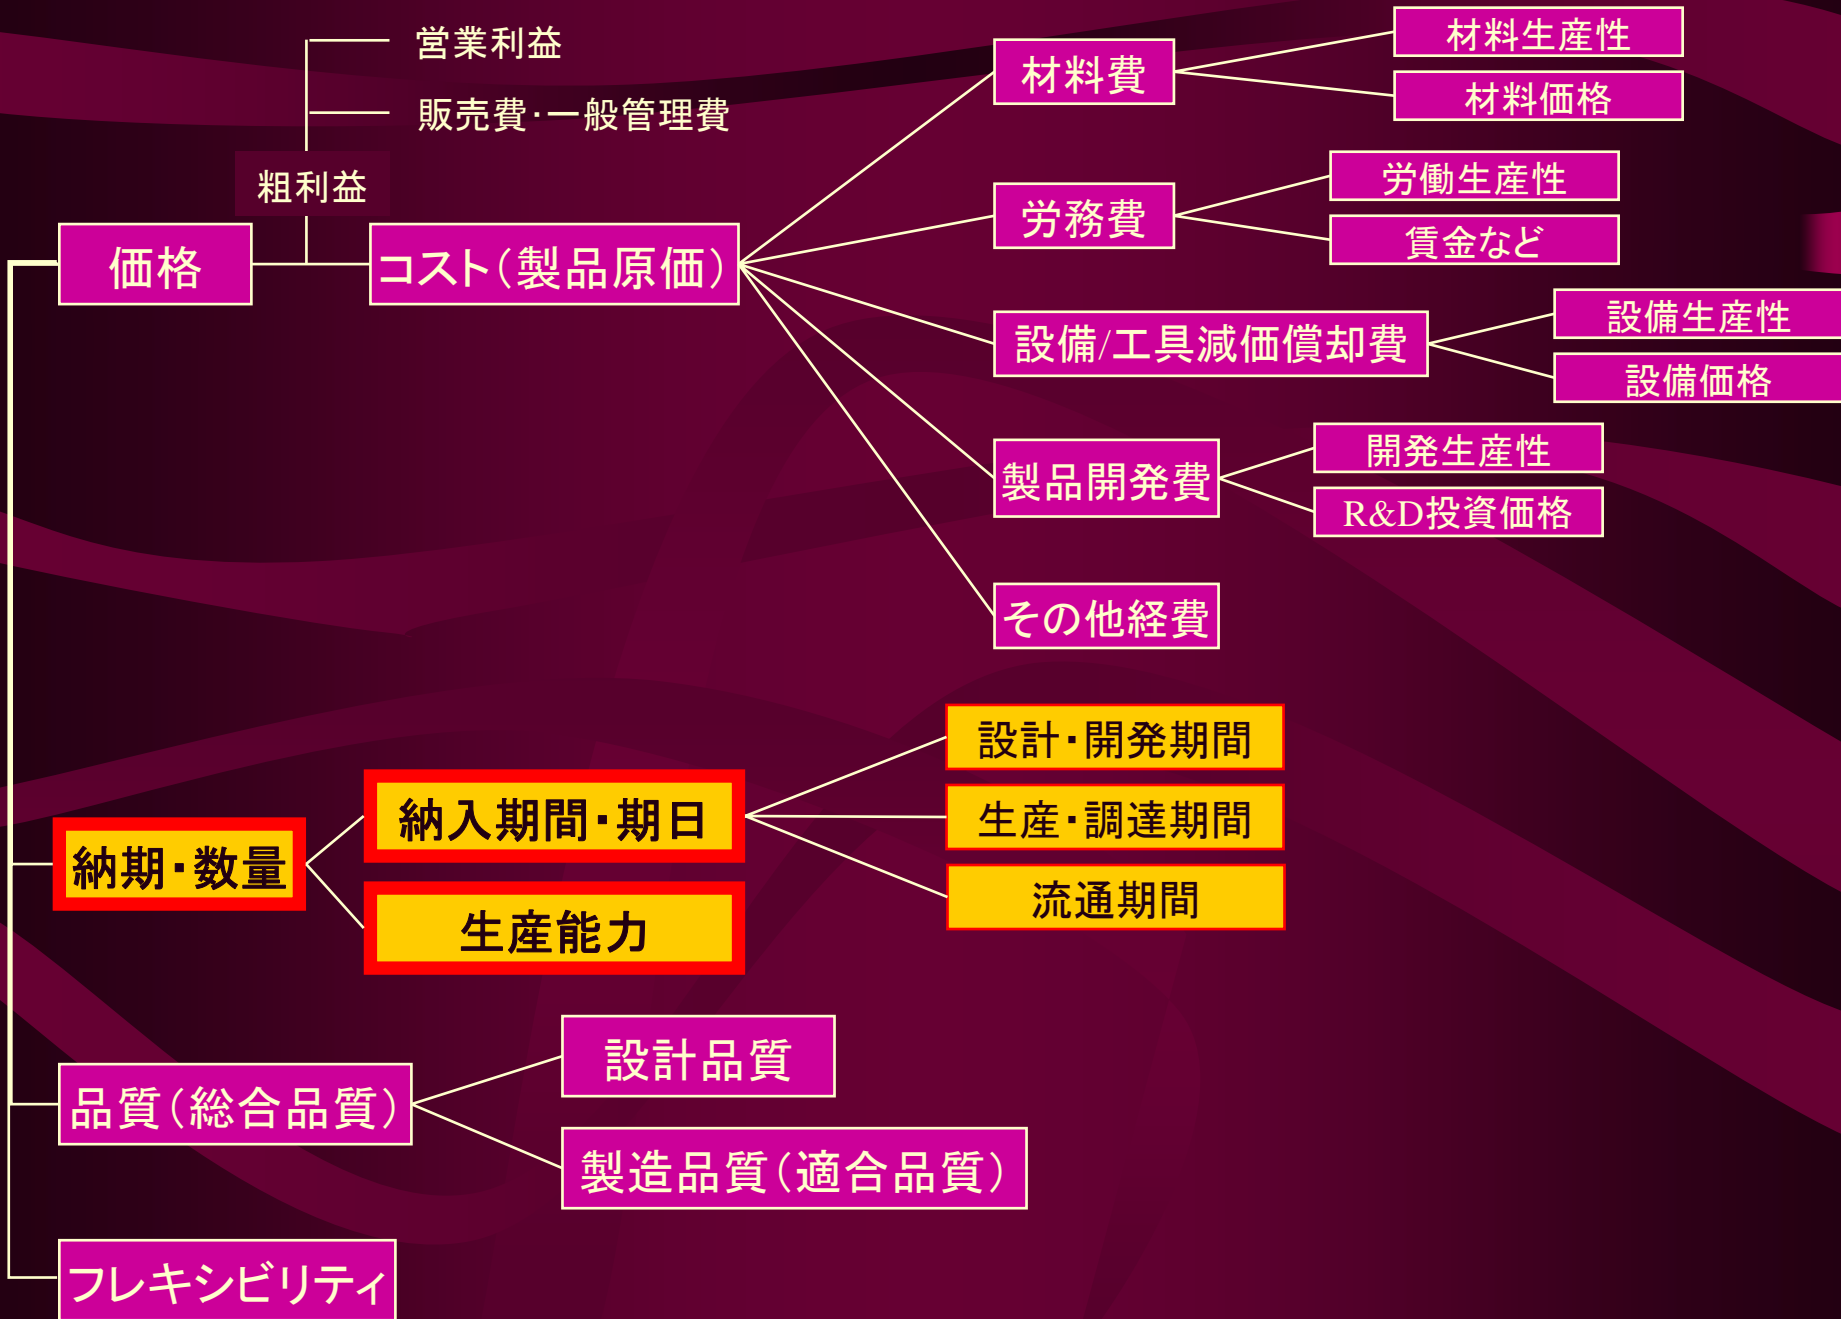 営業利益
販売費・一般管理費
粗利益
価格
コスト(製品原価)
材料費
材料生産性
材料価格
労務費
労働生産性
賃金など
設備/工具減価償却費
設備生産性
設備価格
製品開発費
開発生産性
R&D投資価格
その他経費
納期・数量
納入期間・期日
生産能力
設計・開発期間
生産・調達期間
流通期間
品質(総合品質)
設計品質
製造品質(適合品質)
フレキシビリティ